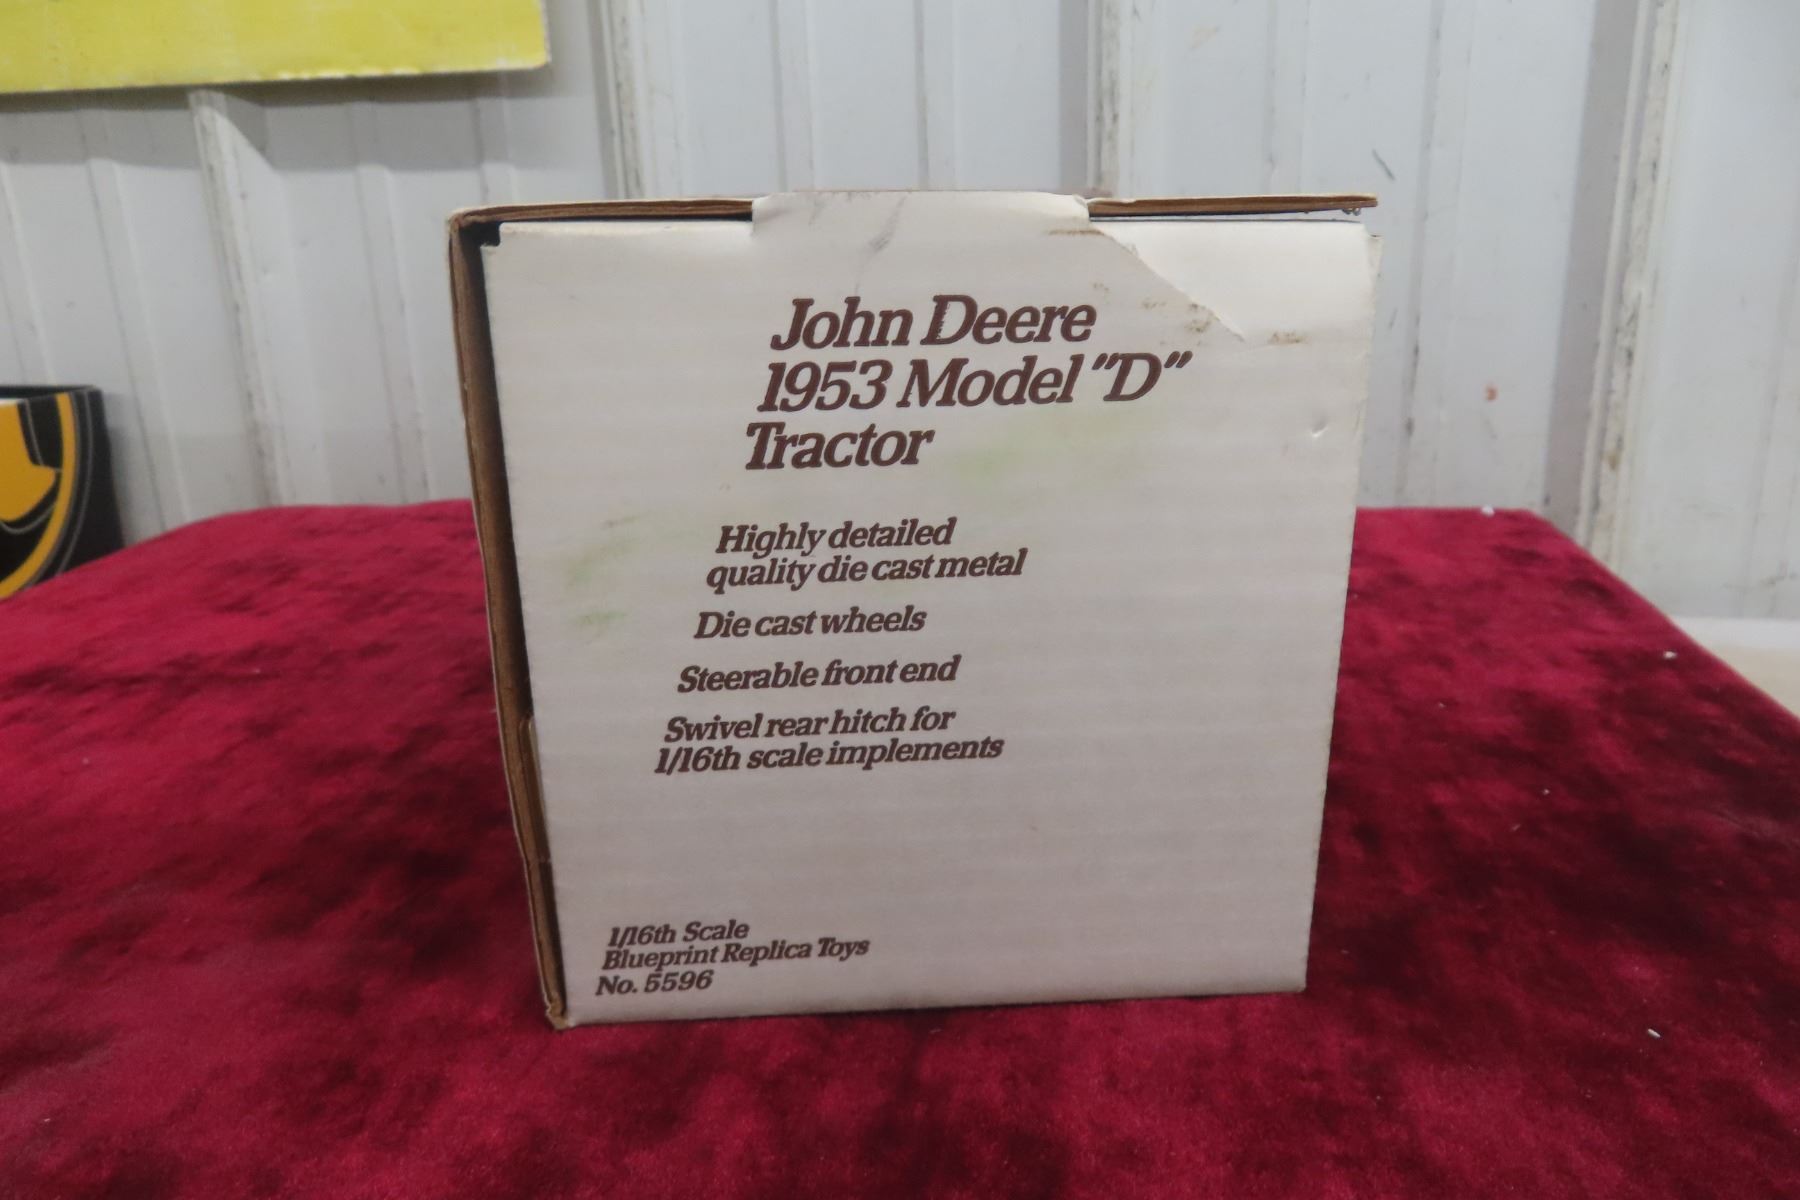 John Deere
1953 Model "D"
Tractor
Highly detailed
quality die cast metal
Die cast wheels
Steerable front end
Swivel rear hitch for
1/16th scale implements
1/16th Scale
Blueprint Replica Toys
No. 5596